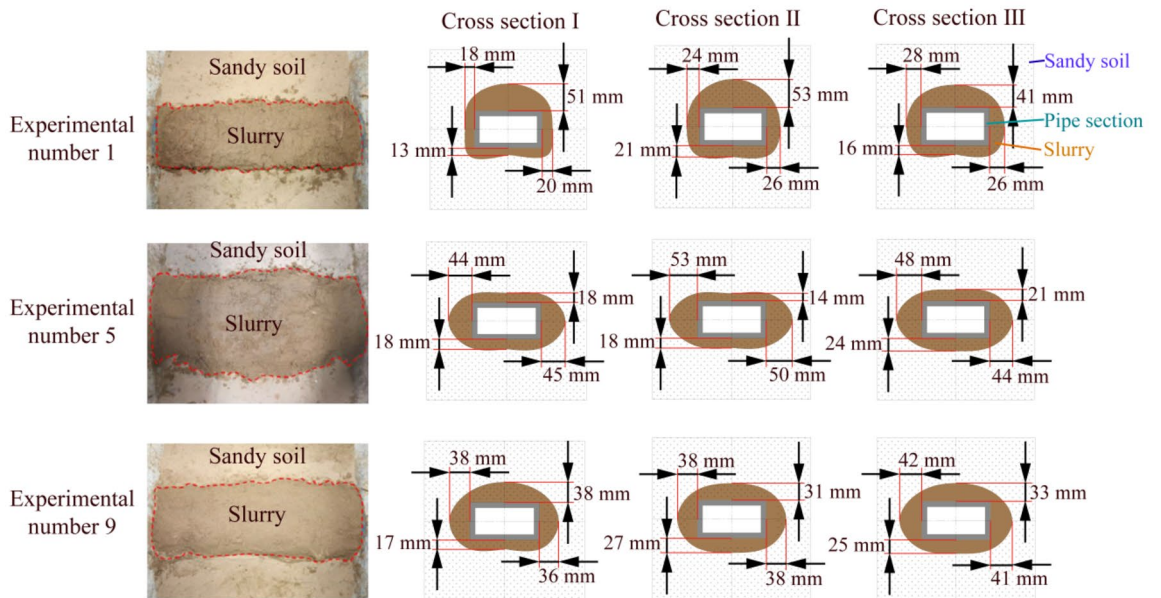 Cross section I
Cross section II
Cross section III
Experimental
number 1
Sandy soil
Slurry
18 mm
51 mm
13 mm
20 mm
24 mm
53 mm
21 mm
26 mm
28 mm
41 mm
16 mm
26 mm
Sandy soil
Pipe section
Slurry
Experimental
number 5
Sandy soil
Slurry
44 mm
18 mm
18 mm
45 mm
53 mm
14 mm
18 mm
50 mm
48 mm
21 mm
24 mm
44 mm
Experimental
number 9
Sandy soil
Slurry
38 mm
38 mm
17 mm
36 mm
38 mm
31 mm
27 mm
38 mm
42 mm
33 mm
25 mm
41 mm